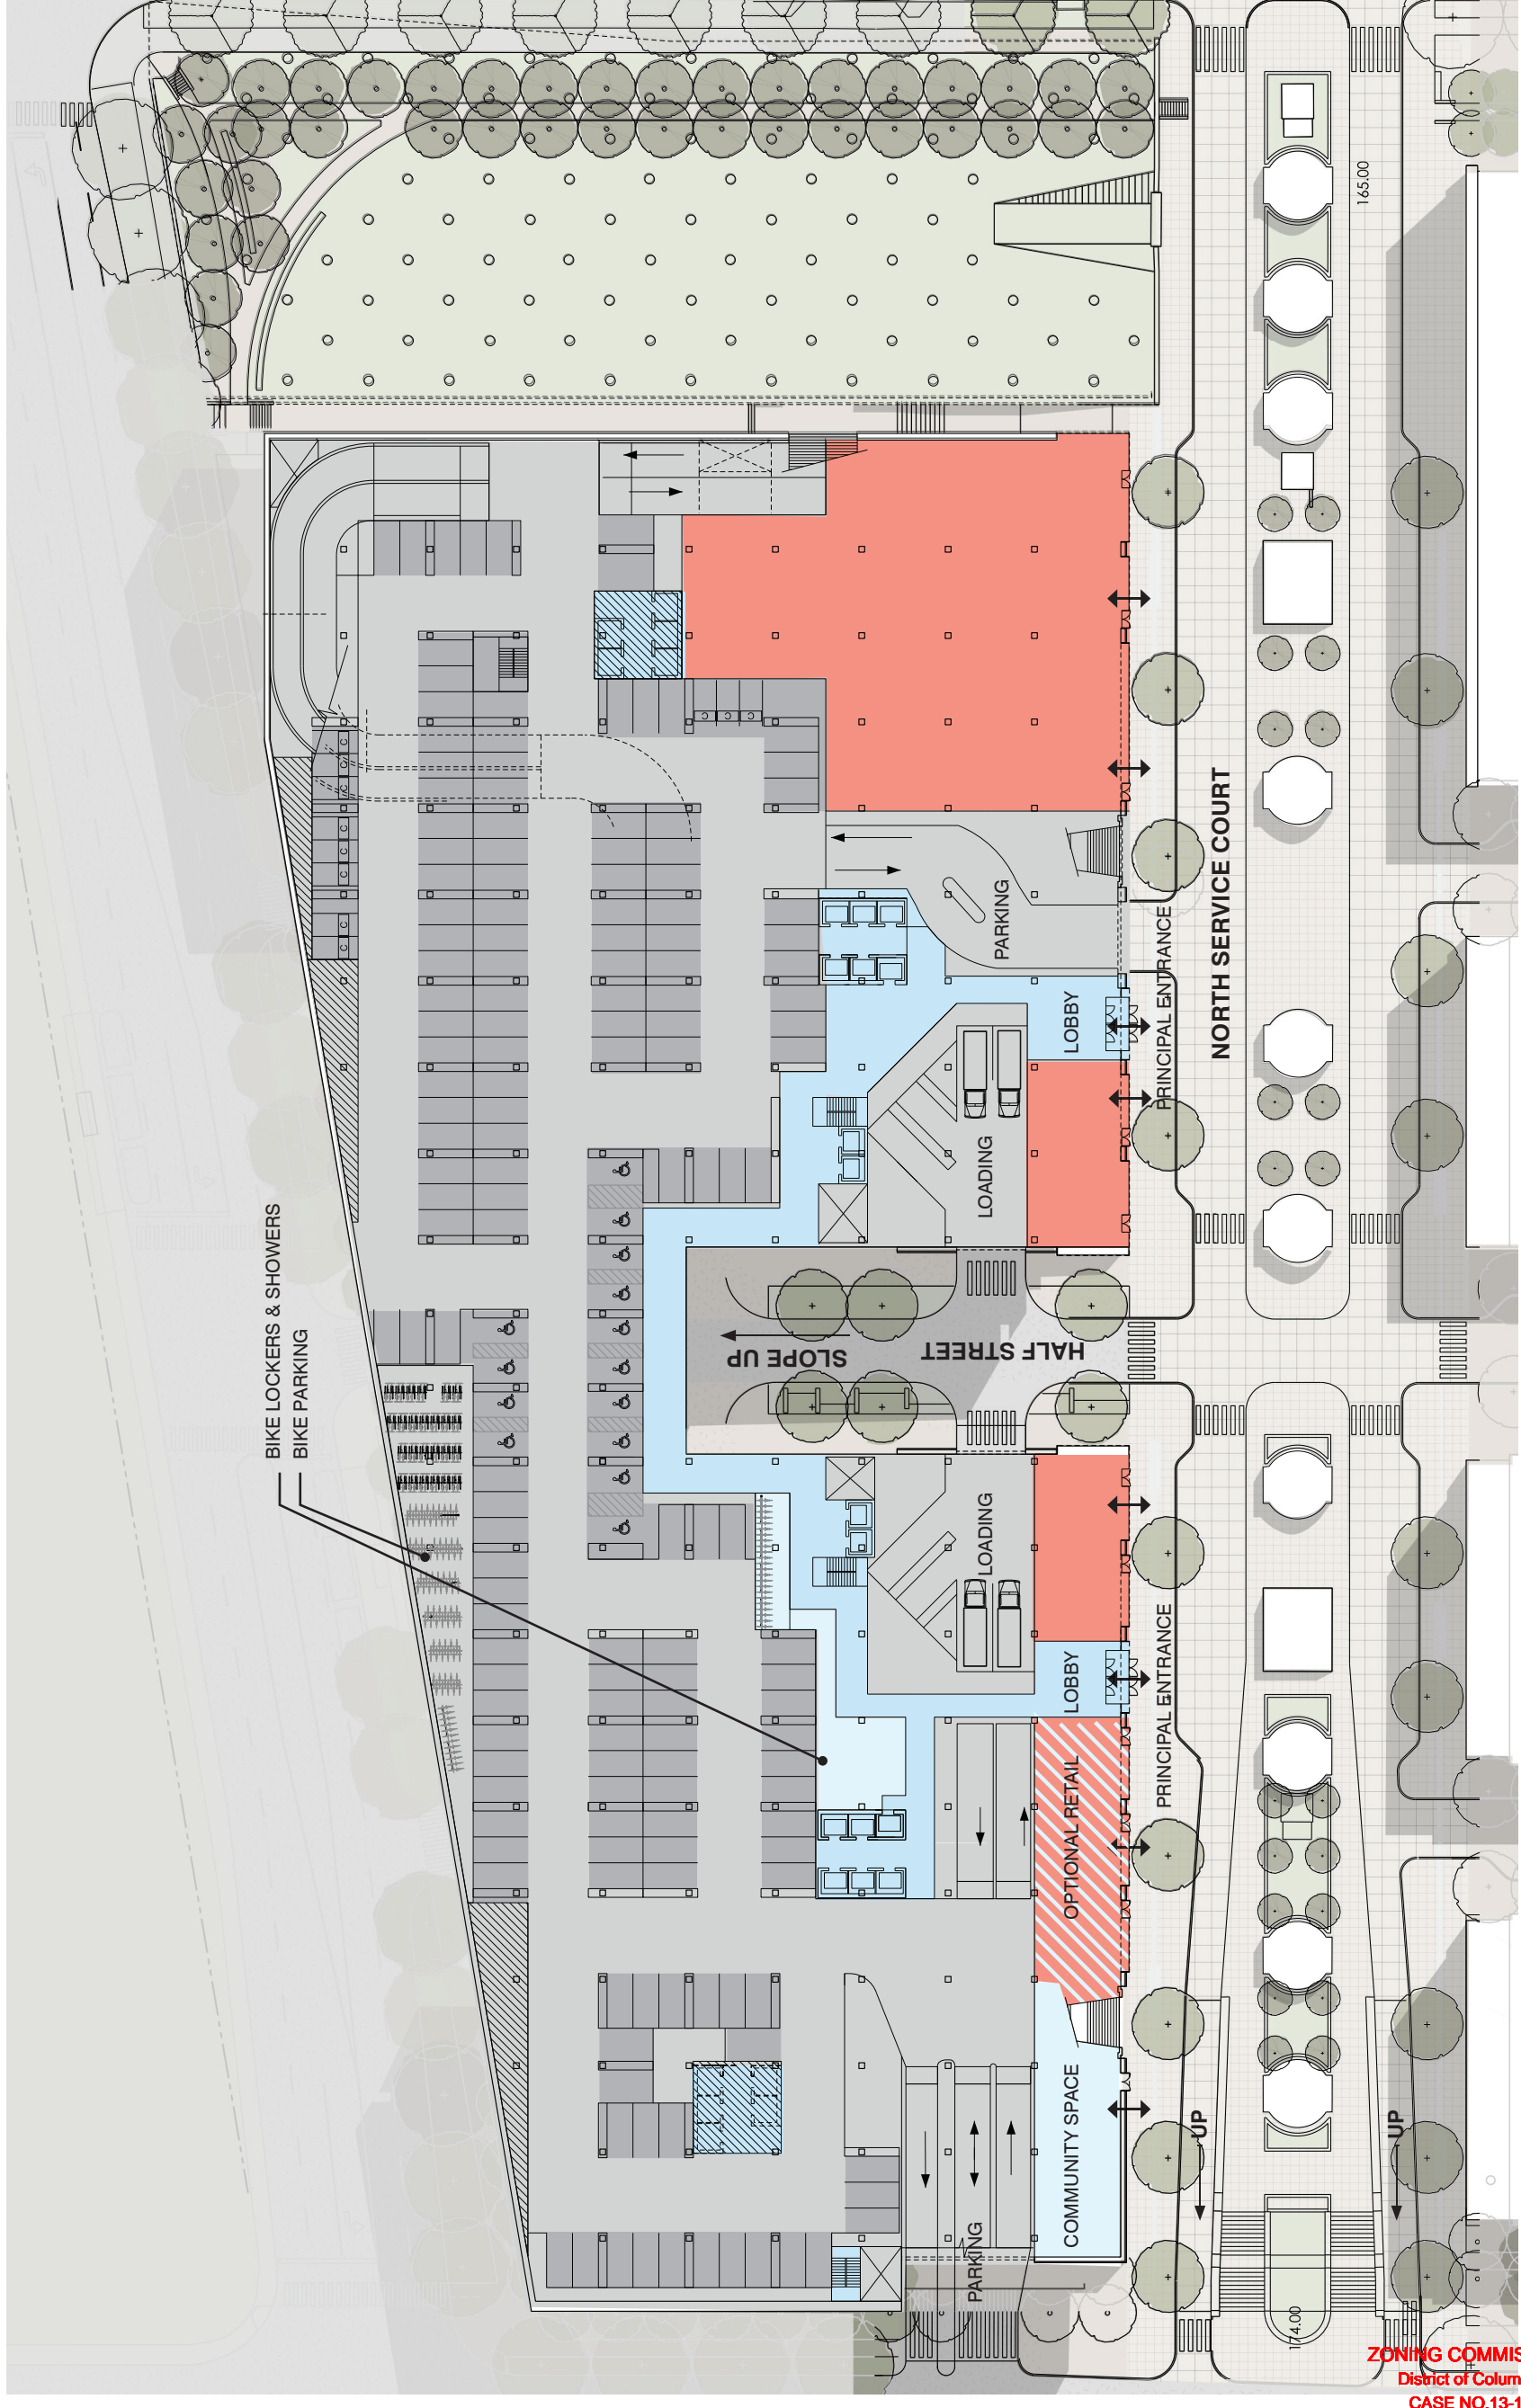 165.00
NORTH SERVICE COURT
PARKING
PRINCIPAL ENTRANCE
LOBBY
LOADING
BIKE LOCKERS & SHOWERS
BIKE PARKING
SLOPE UP
HALF STREET
LOADING
LOBBY
PRINCIPAL ENTRANCE
OPTIONAL RETAIL
COMMUNITY SPACE
UP
UP
PARKING
174.00
C
C
C
C
C
C
C
C
C
C
C
ZONING COMMIS
District of Colum
CASE NO.13-1